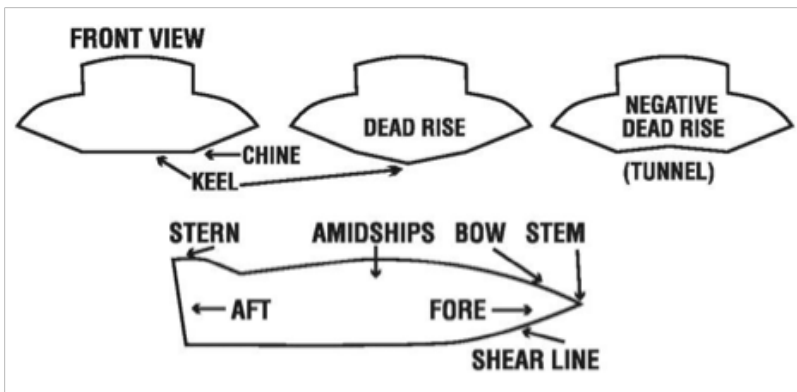 FRONT VIEW
DEAD RISE
NEGATIVE
DEAD RISE
(TUNNEL)
CHINE
KEEL
STERN
AMIDSHIPS
BOW
STEM
AFT
FORE
SHEAR LINE